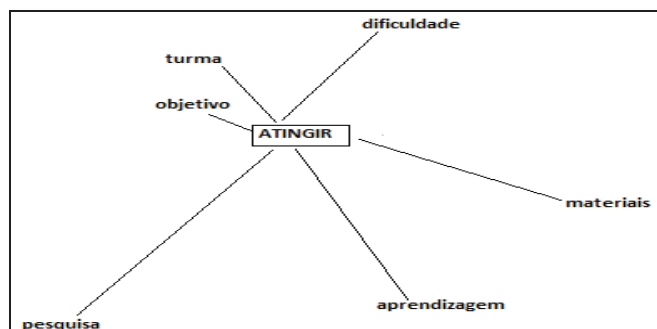 dificuldade
turma
objetivo
ATINGIR
materiais
aprendizagem
pesquisa